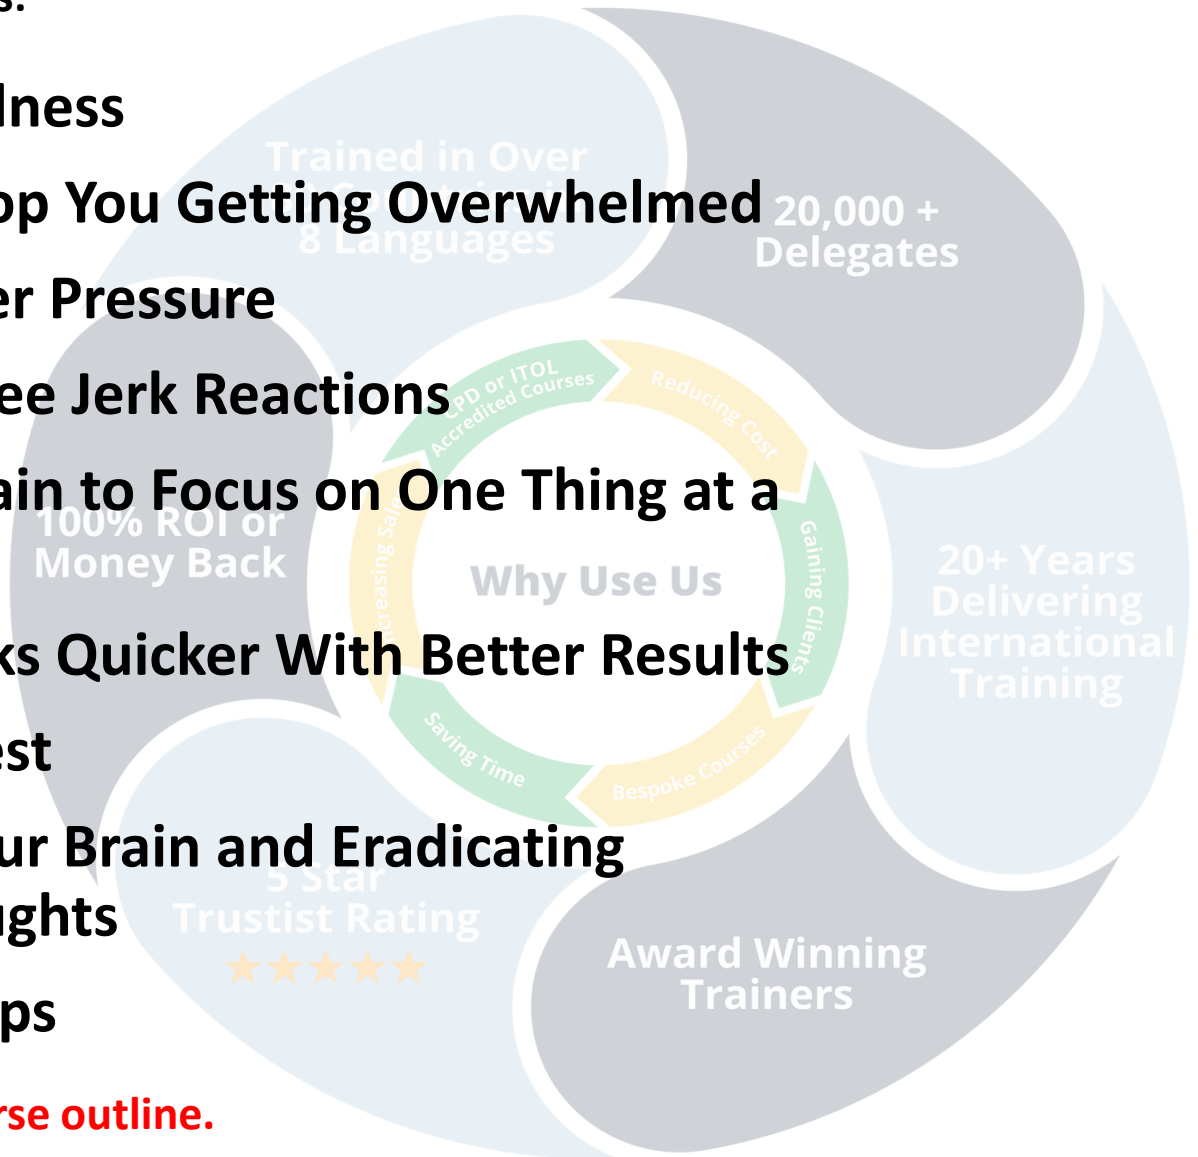 s:
lness
op You Getting Overwhelmed
er Pressure
ee Jerk Reactions
ain to Focus on One Thing at a
ks Quicker With Better Results
est
ur Brain and Eradicating
ughts
ps
rse outline.
Trained in Over
8 Languages
20,000 +
Delegates
20+ Years
Delivering
International
Training
Award Winning
Trainers
5 Star
Trustist Rating
100% ROI or
Money Back
CPD or ITOL
Accredited Courses
Reducing Cost
Gaining Clients
Bespoke Courses
Saving Time
Increasing
Why Use Us